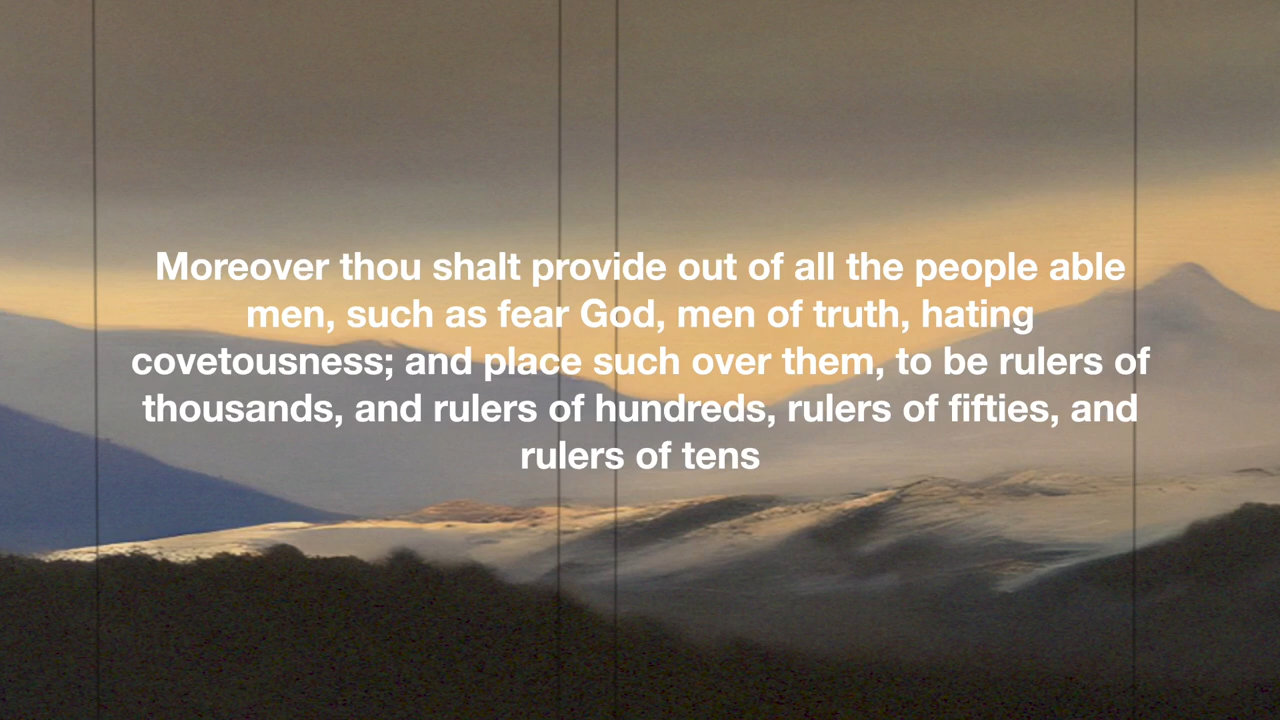 Moreover thou shalt provide out of all the people able
men, such as fear God, men of truth, hating
covetousness; and place such over them, to be rulers of
thousands, and rulers of hundreds, rulers of fifties, and
rulers of tens